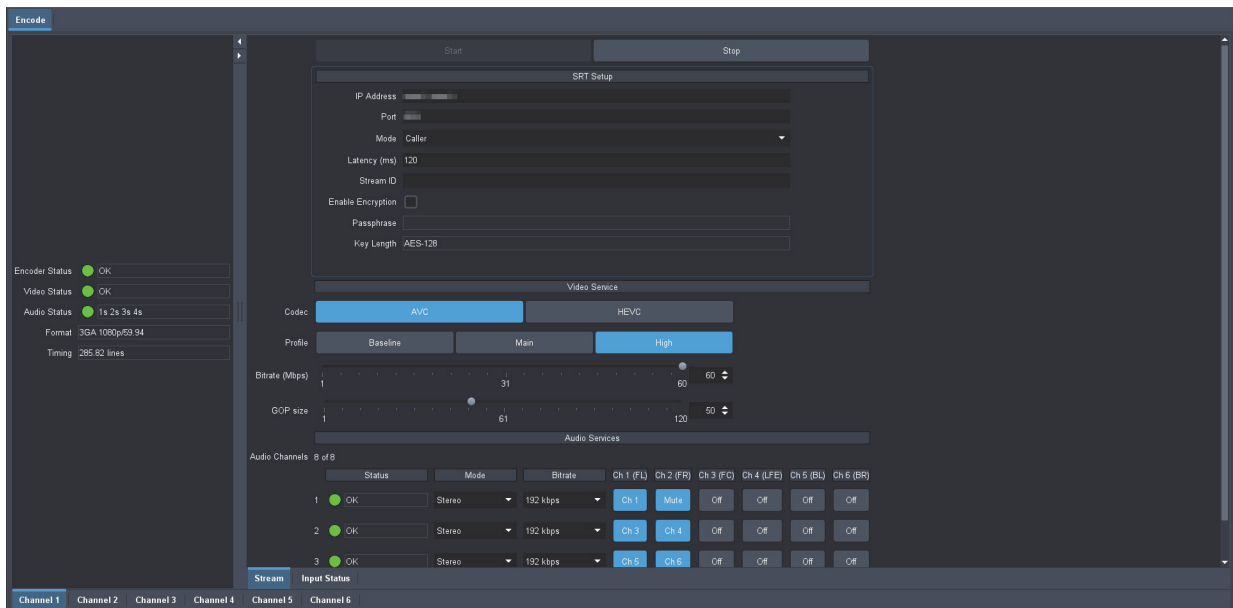 Encode
Start Stop
SRT Setup
IP Address
Port
Mode Caller
Latency (ms) 120
Stream ID
Enable Encryption
Passphrase
Key Length AES-128
Encoder Status OK
Video Status OK
Audio Status 1s 2s 3s 4s
Format 3GA 1080p/59.94
Timing 285.82 lines
Video Service
Codec AVC HEVC
Profile Baseline Main High
Bitrate (Mbps) 1 31 60 60
GOP size 1 61 120 50
Audio Services
Audio Channels 8 of 8
Status Mode Bitrate Ch 1 (FL) Ch 2 (FR) Ch 3 (FC) Ch 4 (LFE) Ch 5 (BL) Ch 6 (BR)
1 OK Stereo 192 kbps Ch 1 Mute Off Off Off Off
2 OK Stereo 192 kbps Ch 3 Ch 4 Off Off Off Off
3 OK Stereo 192 kbps Ch 5 Ch 6 Off Off Off Off
Stream Input Status
Channel 1 Channel 2 Channel 3 Channel 4 Channel 5 Channel 6